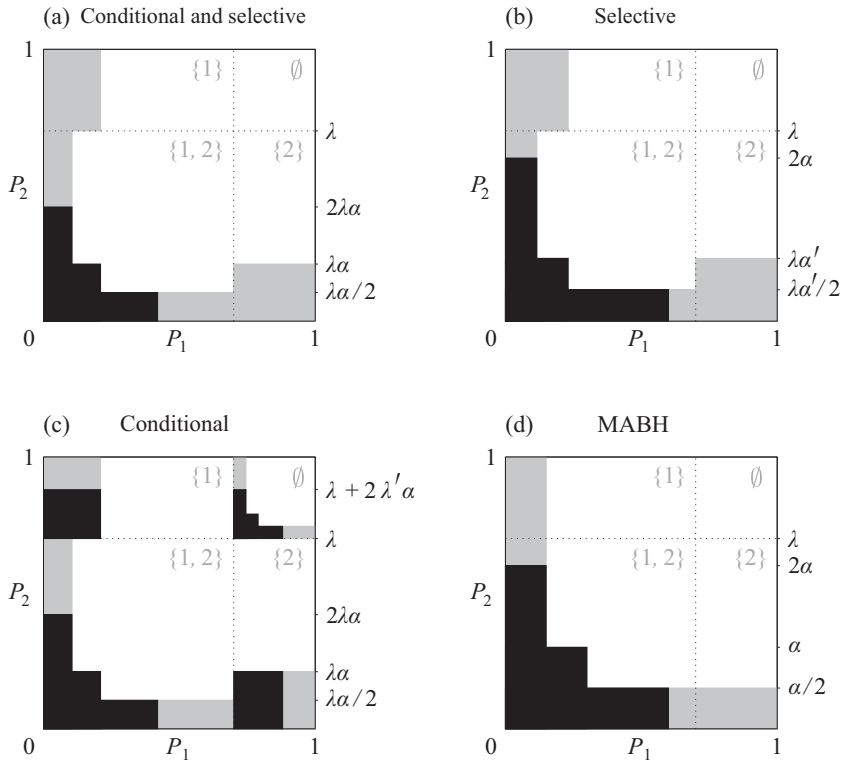 (a) Conditional and selective
1
{1}
∅
λ
{1, 2}
{2}
P2
2λα
λα
λα/2
0
P1
1
(b) Selective
1
{1}
∅
λ
{1, 2}
{2}
2α
P2
λα′
λα′/2
0
P1
1
(c) Conditional
1
{1}
∅
λ + 2λ′α
λ
{1, 2}
{2}
P2
2λα
λα
λα/2
0
P1
1
(d) MABH
1
{1}
∅
λ
{1, 2}
{2}
2α
P2
α
α/2
0
P1
1